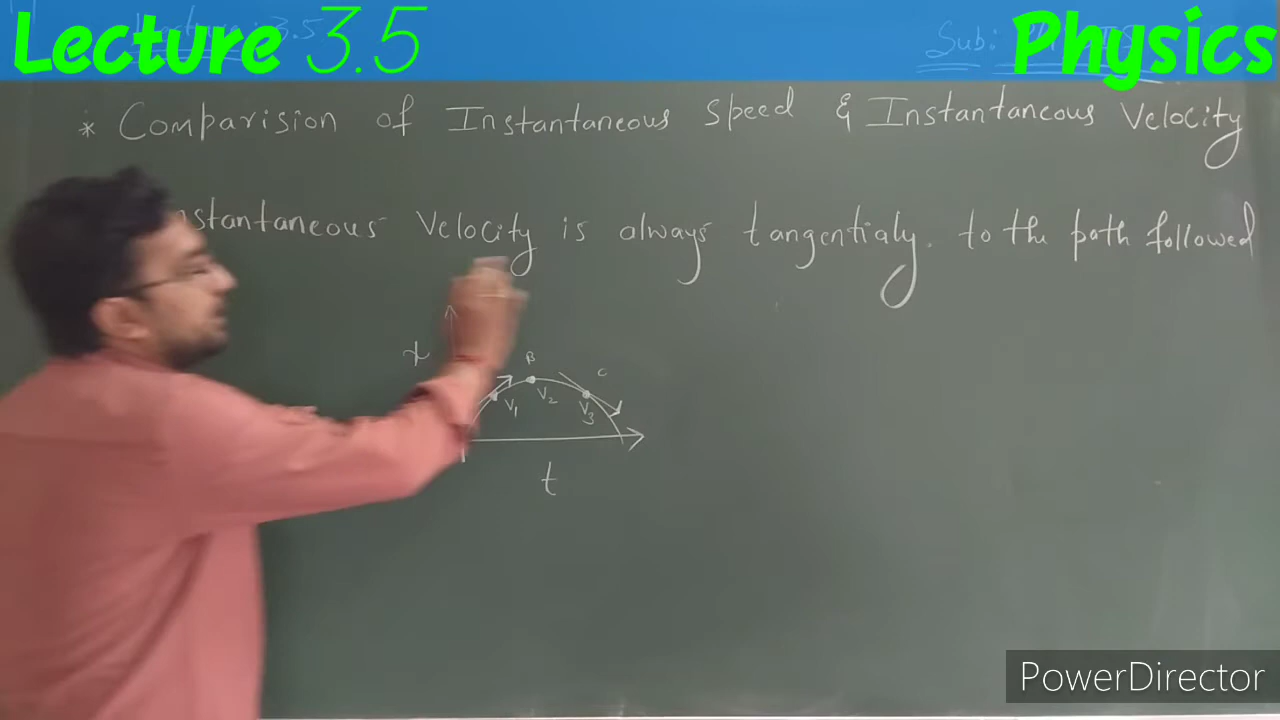 Lecture 3.5 Physics
Sub:
* Comparision of Instantaneous Speed & Instantaneous Velocity
nstantaneous Velocity is always tangentialy. to the path followed
x
B
C
V1 V2 V3
t
PowerDirector